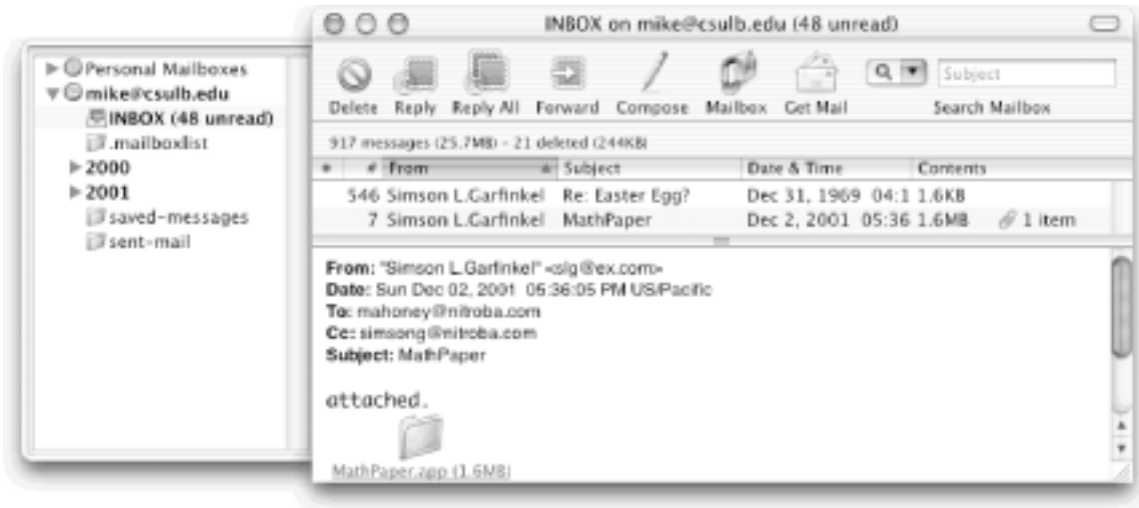 INBOX on mike@csulb.edu (48 unread)
Delete Reply Reply All Forward Compose Mailbox Get Mail Subject Search Mailbox
Personal Mailboxes
mike@csulb.edu
INBOX (48 unread)
.mailboxlist
2000
2001
saved-messages
sent-mail
917 messages (25.7MB) - 21 deleted (244KB)
# From Subject Date & Time Contents
546 Simson L.Garfinkel Re: Easter Egg? Dec 31, 1969 04:1 1.6KB
7 Simson L.Garfinkel MathPaper Dec 2, 2001 05:36 1.6MB 1 item
From: "Simson L.Garfinkel" <slg@ex.com>
Date: Sun Dec 02, 2001 05:36:05 PM US/Pacific
To: mahoney@nitroba.com
Cc: simsong@nitroba.com
Subject: MathPaper
attached.
MathPaper.app (1.6MB)